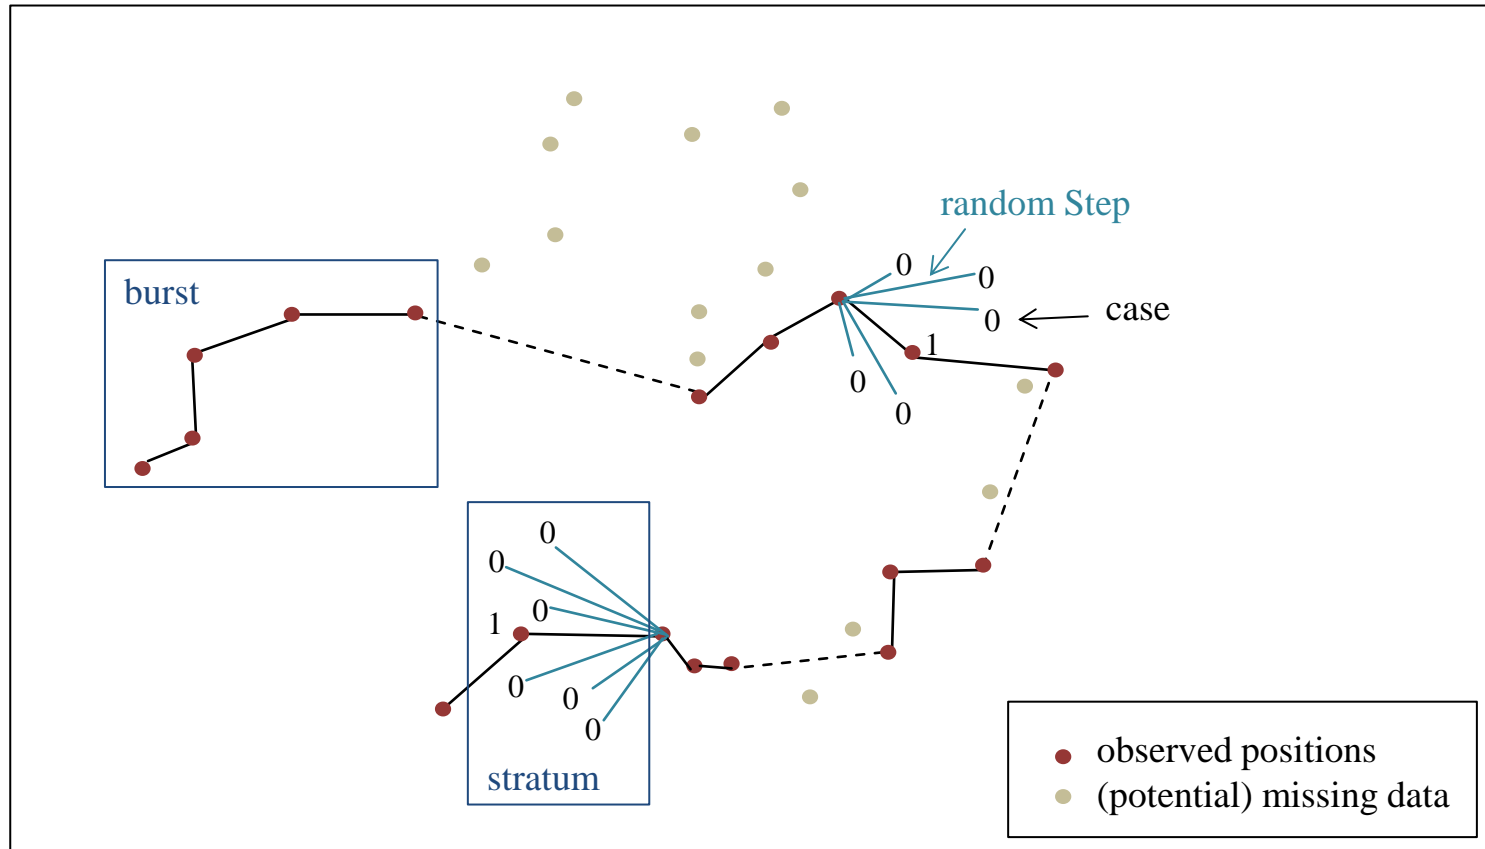 random Step
burst
0
0
0
case
1
0
0
0
0
1
0
0
0
0
stratum
observed positions
(potential) missing data